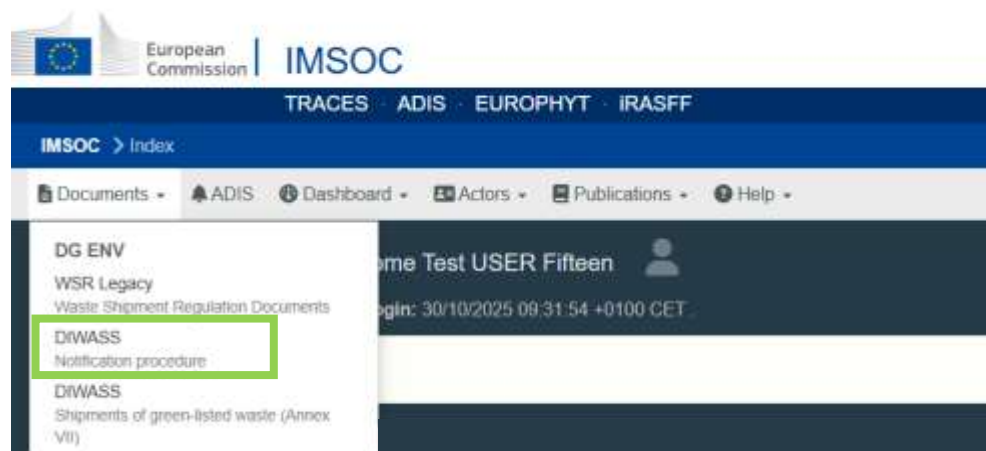 European
Commission
IMSOC
TRACES · ADIS · EUROPHYT · iRASFF
IMSOC > Index
Documents ADIS Dashboard Actors Publications Help
DG ENV
ome Test USER Fifteen
WSR Legacy
Waste Shipment Regulation Documents
ogin: 30/10/2025 09:31:54 +0100 CET
DIWASS
Notification procedure
DIWASS
Shipments of green-listed waste (Annex
VII)